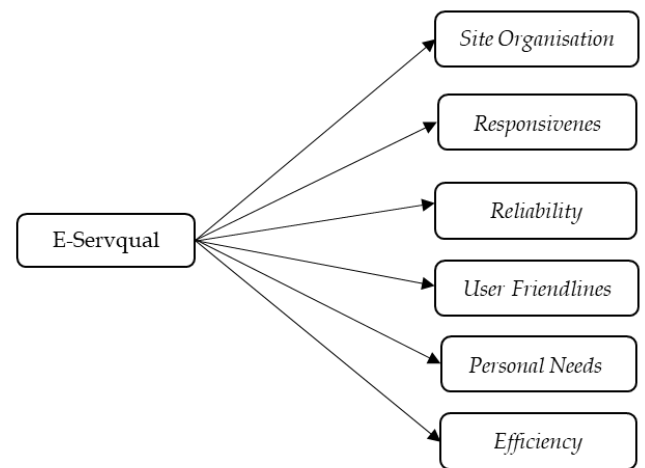 Site Organisation
Responsivenes
Reliability
E-Servqual
User Friendlines
Personal Needs
Efficiency